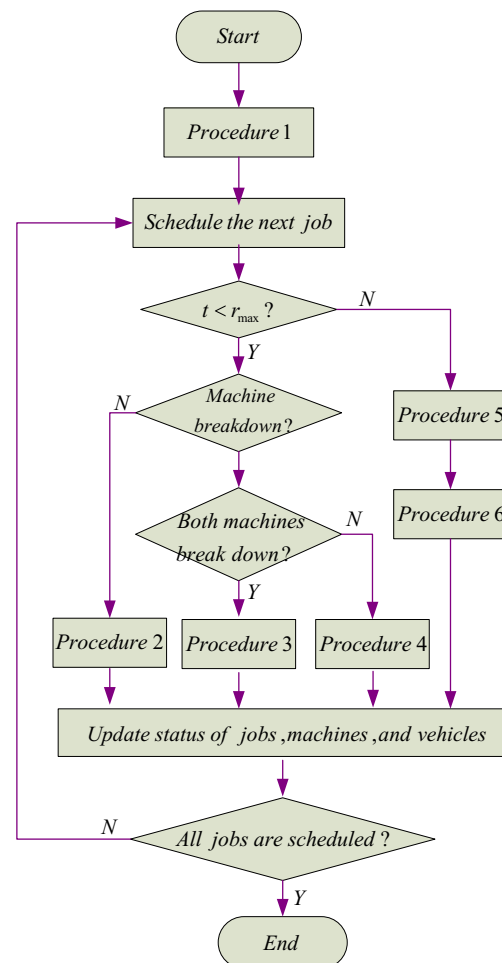 Start
Procedure 1
Schedule the next job
t < r_max ?
N
Y
Machine
breakdown?
N
Procedure 5
Both machines
break down?
N
Procedure 6
Y
Procedure 2
Procedure 3
Procedure 4
Update status of jobs ,machines ,and vehicles
All jobs are scheduled ?
N
Y
End